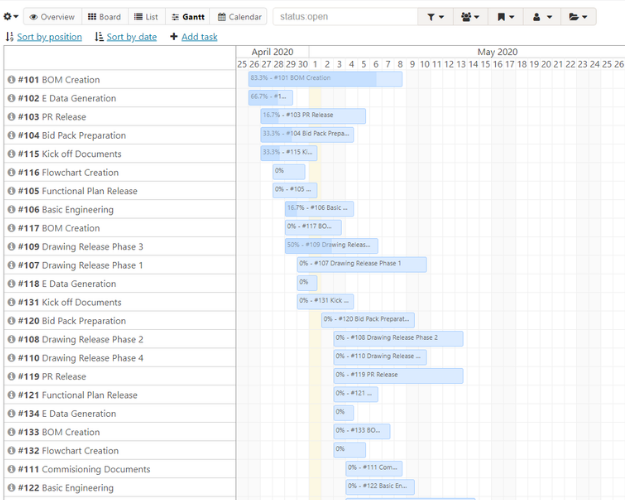 Overview Board List Gantt Calendar status open
Sort by position Sort by date Add task
April 2020 May 2020
25 26 27 28 29 30 1 2 3 4 5 6 7 8 9 10 11 12 13 14 15 16 17 18 19 20 21 22 23 24 25 26
#101 BOM Creation 83.3% - #101 BOM Creation
#102 E Data Generation 66.7% - #1...
#103 PR Release 16.7% - #103 PR Release
#104 Bid Pack Preparation 33.3% - #104 Bid Pack Prepa...
#115 Kick off Documents 33.3% - #115 Ki...
#116 Flowchart Creation 0%
#105 Functional Plan Release 0% - #105 ...
#106 Basic Engineering 16.7% - #106 Basic ...
#117 BOM Creation 0% - #117 BO...
#109 Drawing Release Phase 3 50% - #109 Drawing Releas...
#107 Drawing Release Phase 1 0% - #107 Drawing Release Phase 1
#118 E Data Generation 0%
#131 Kick off Documents 0% - #131 Kick ...
#120 Bid Pack Preparation 0% - #120 Bid Pack Preparat...
#108 Drawing Release Phase 2 0% - #108 Drawing Release Phase 2
#110 Drawing Release Phase 4 0% - #110 Drawing Release ...
#119 PR Release 0% - #119 PR Release
#121 Functional Plan Release 0% - #121 ...
#134 E Data Generation 0%
#133 BOM Creation 0% - #133 BO...
#132 Flowchart Creation 0%
#111 Commisioning Documents 0% - #111 Com...
#122 Basic Engineering 0% - #122 Basic En...